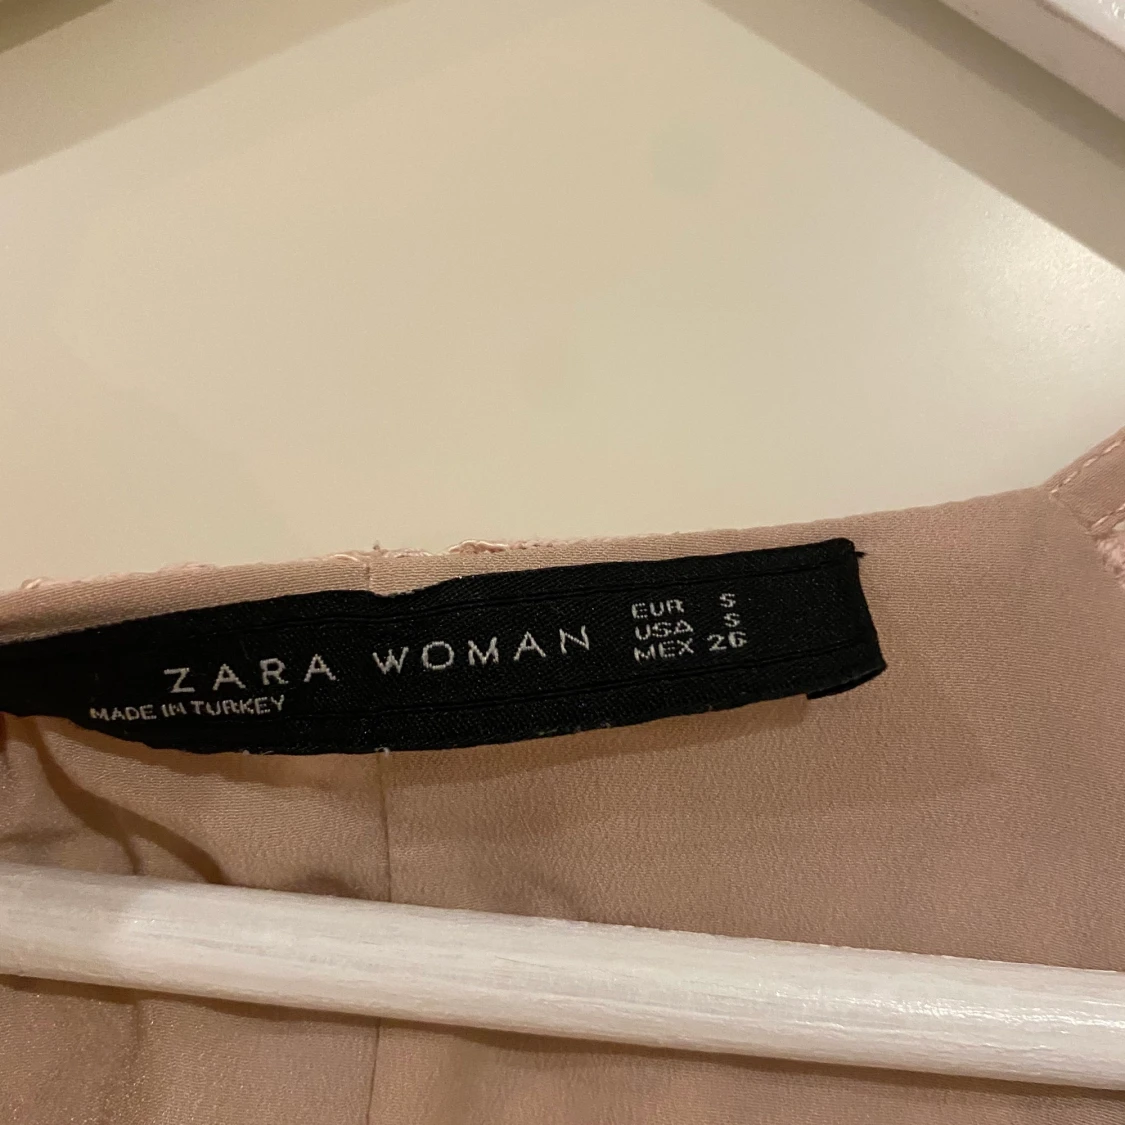 ZARA WOMAN
MADE IN TURKEY
EUR S
USA S
MEX 26